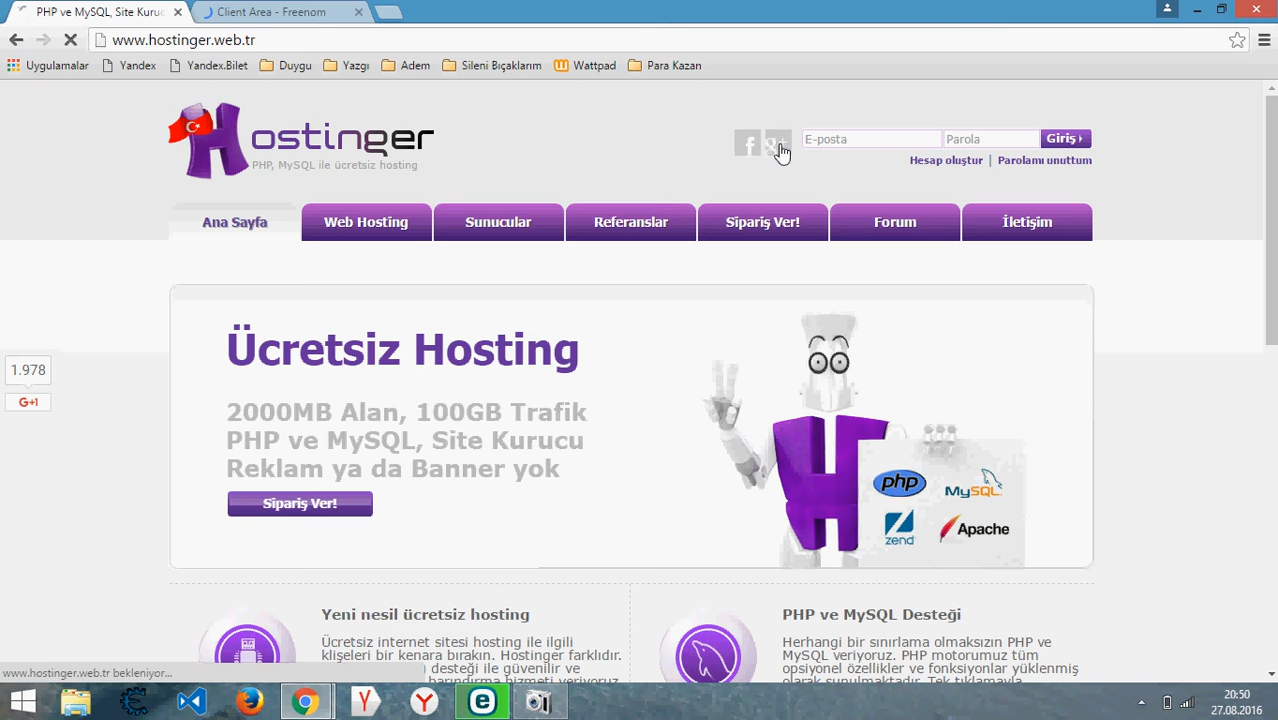 PHP ve MySQL, Site Kuruc
Client Area - Freenom
www.hostinger.web.tr
Uygulamalar Yandex Yandex.Bilet Duygu Yazgı Adem Sileni Bıçaklarım Wattpad Para Kazan
Hostinger
PHP, MySQL ile ücretsiz hosting
f g+ E-posta Parola Giriş
Hesap oluştur | Parolamı unuttum
Ana Sayfa Web Hosting Sunucular Referanslar Sipariş Ver! Forum İletişim
Ücretsiz Hosting
2000MB Alan, 100GB Trafik
PHP ve MySQL, Site Kurucu
Reklam ya da Banner yok
Sipariş Ver!
php MySQL
zend Apache
1.978
G+1
Yeni nesil ücretsiz hosting
Ücretsiz internet sitesi hosting ile ilgili
klişeleri bir kenara bırakın. Hostinger farklıdır.
desteği ile güvenilir ve
barındırma hizmeti veriyoruz.
PHP ve MySQL Desteği
Herhangi bir sınırlama olmaksızın PHP ve
MySQL veriyoruz. PHP motorumuz tüm
opsiyonel özellikler ve fonksiyonlar yüklenmiş
olarak sunulmaktadır. Tek tıklamayla
www.hostinger.web.tr bekleniyor...
20:50
27.08.2016